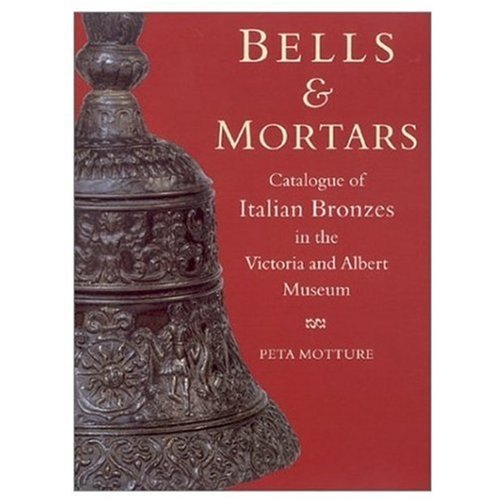 BELLS
&
MORTARS
Catalogue of
Italian Bronzes
in the
Victoria and Albert
Museum
PETA MOTTURE